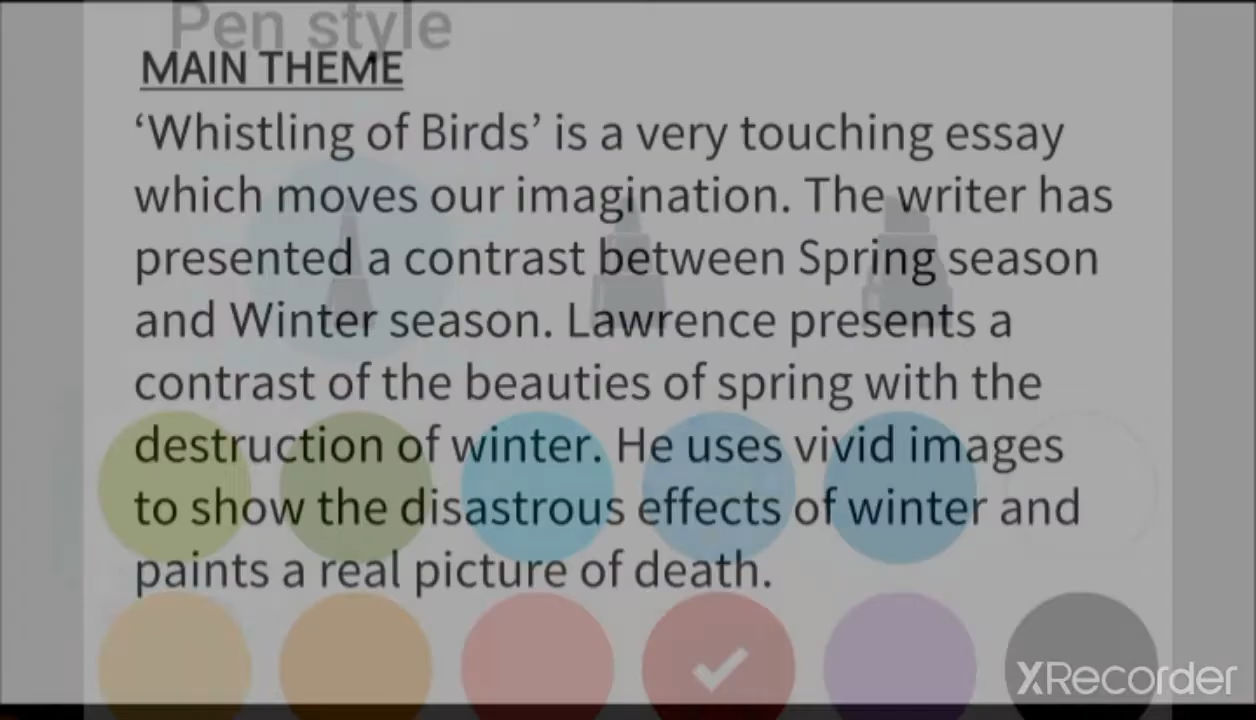 Pen style
MAIN THEME
‘Whistling of Birds’ is a very touching essay
which moves our imagination. The writer has
presented a contrast between Spring season
and Winter season. Lawrence presents a
contrast of the beauties of spring with the
destruction of winter. He uses vivid images
to show the disastrous effects of winter and
paints a real picture of death.
XRecorder